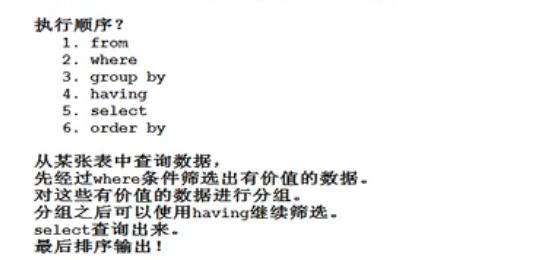 执行顺序?
1. from
2. where
3. group by
4. having
5. select
6. order by
从某张表中查询数据,
先经过where条件筛选出有价值的数据。
对这些有价值的数据进行分组。
分组之后可以使用having继续筛选。
select查询出来。
最后排序输出!